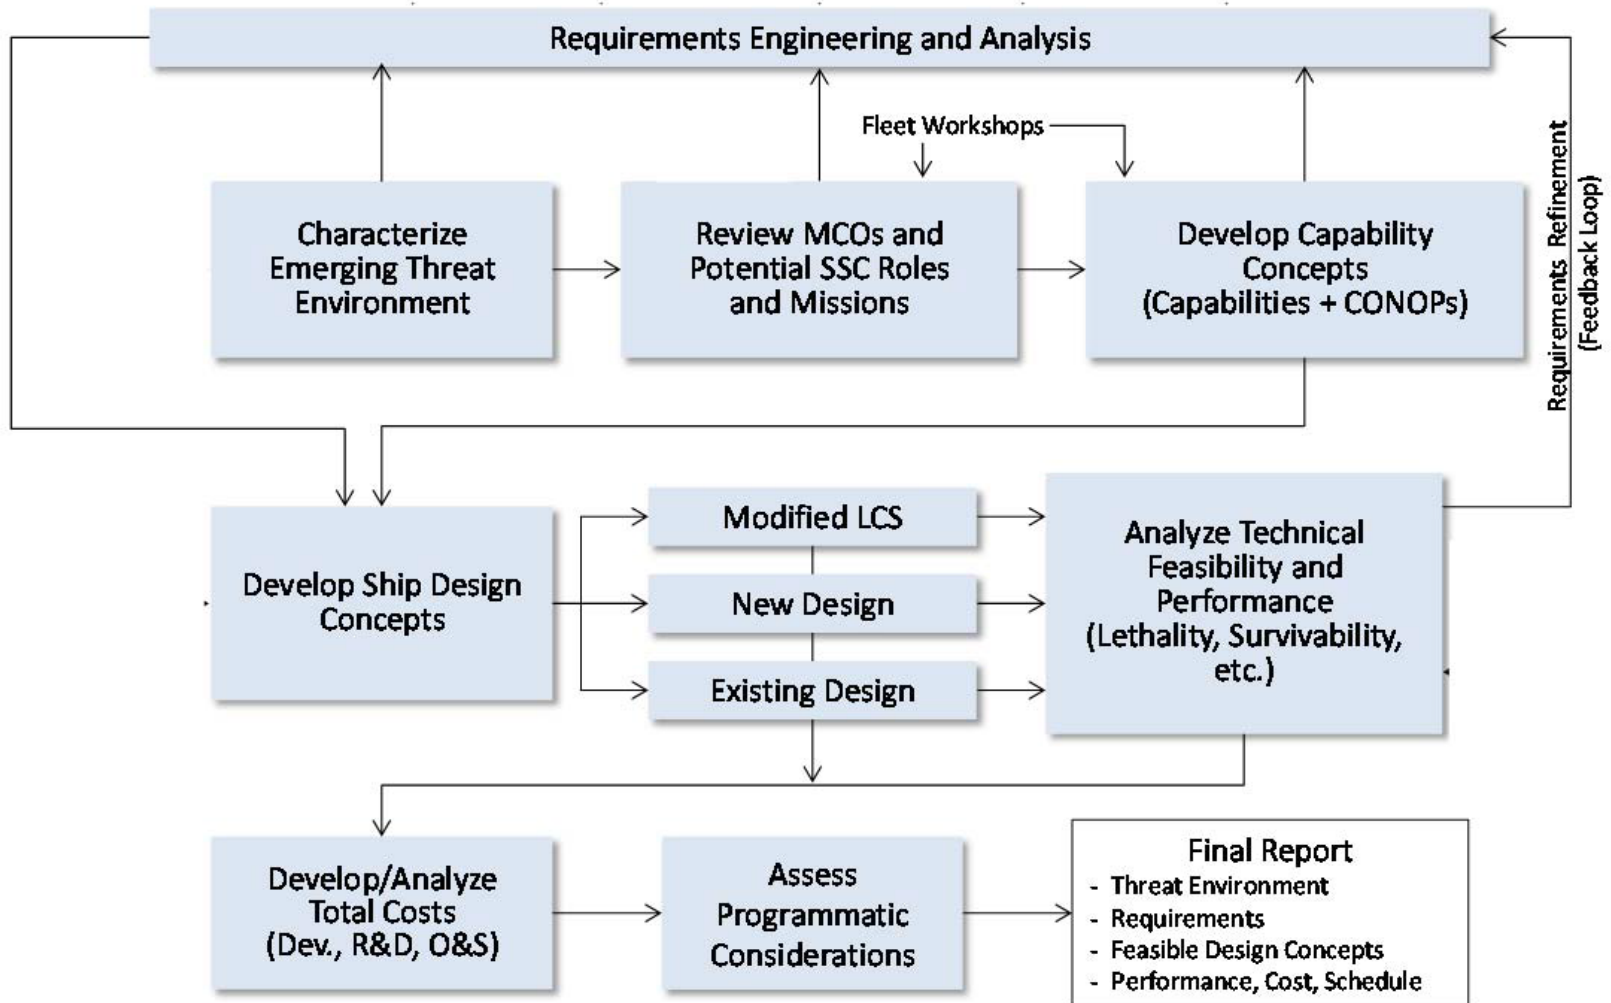 Requirements Engineering and Analysis
Fleet Workshops
Characterize
Emerging Threat
Environment
Review MCOs and
Potential SSC Roles
and Missions
Develop Capability
Concepts
(Capabilities + CONOPs)
Requirements Refinement
(Feedback Loop)
Develop Ship Design
Concepts
Modified LCS
New Design
Existing Design
Analyze Technical
Feasibility and
Performance
(Lethality, Survivability,
etc.)
Develop/Analyze
Total Costs
(Dev., R&D, O&S)
Assess
Programmatic
Considerations
Final Report
- Threat Environment
- Requirements
- Feasible Design Concepts
- Performance, Cost, Schedule